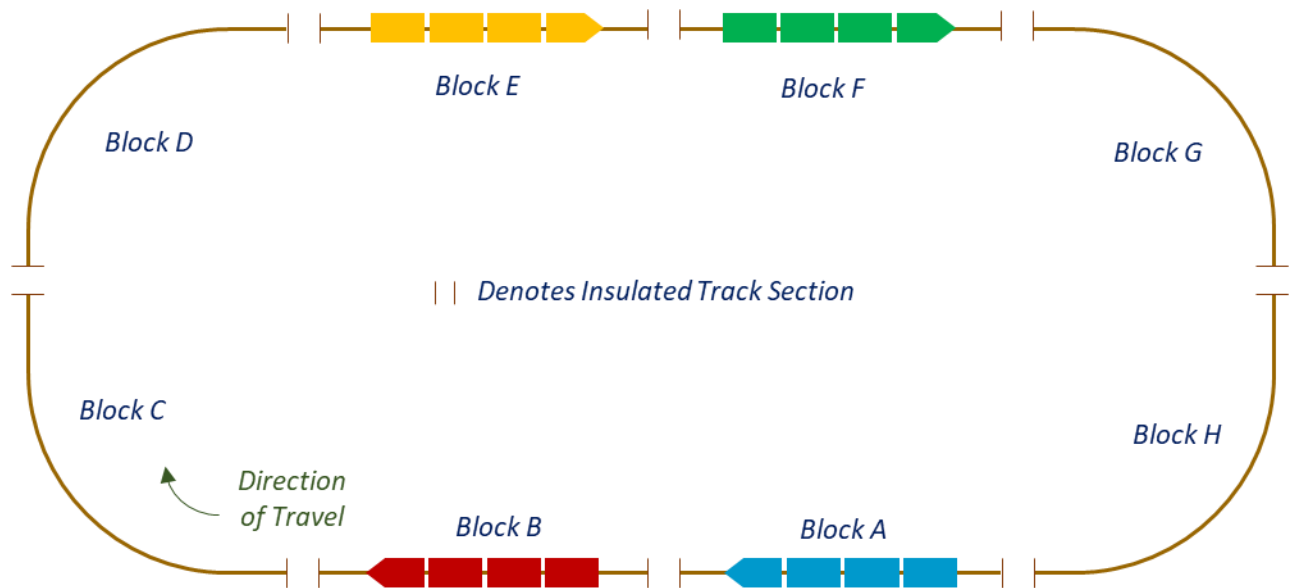 Block E
Block F
Block D
Block G
Denotes Insulated Track Section
Block C
Block H
Direction
of Travel
Block B
Block A